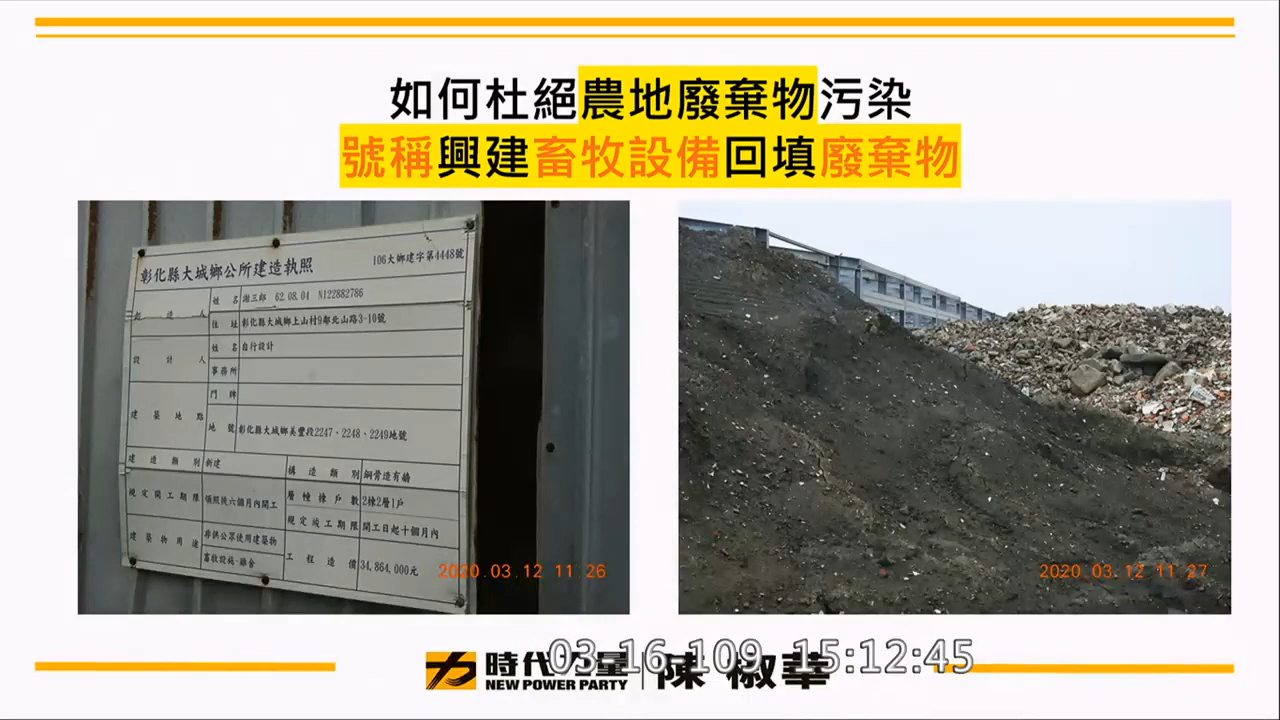 如何杜絕農地廢棄物污染
號稱興建畜牧設備回填廢棄物
彰化縣大城鄉公所建造執照
106大鄉建字第4448號
起造人
姓名 謝三郎 62.08.04 N122882786
住址 彰化縣大城鄉上山村9鄰北山路3-10號
設計人
姓名 自行設計
事務所
建築地點
門牌
地號 彰化縣大城鄉美豐段2247、2248、2249地號
建造類別 新建
構造類別 鋼骨造有牆
規定開工期限 領照後六個月內開工
層幢棟戶數 2棟2層1戶
規定竣工期限 開工日起十個月內
建築物用途 非供公眾使用建築物
畜牧設施-雞舍
工程造價 34,864,000元
2020.03.12 11 26
2020.03.12 11 27
時代力量
NEW POWER PARTY
陳椒華
03.16.109 15:12:45